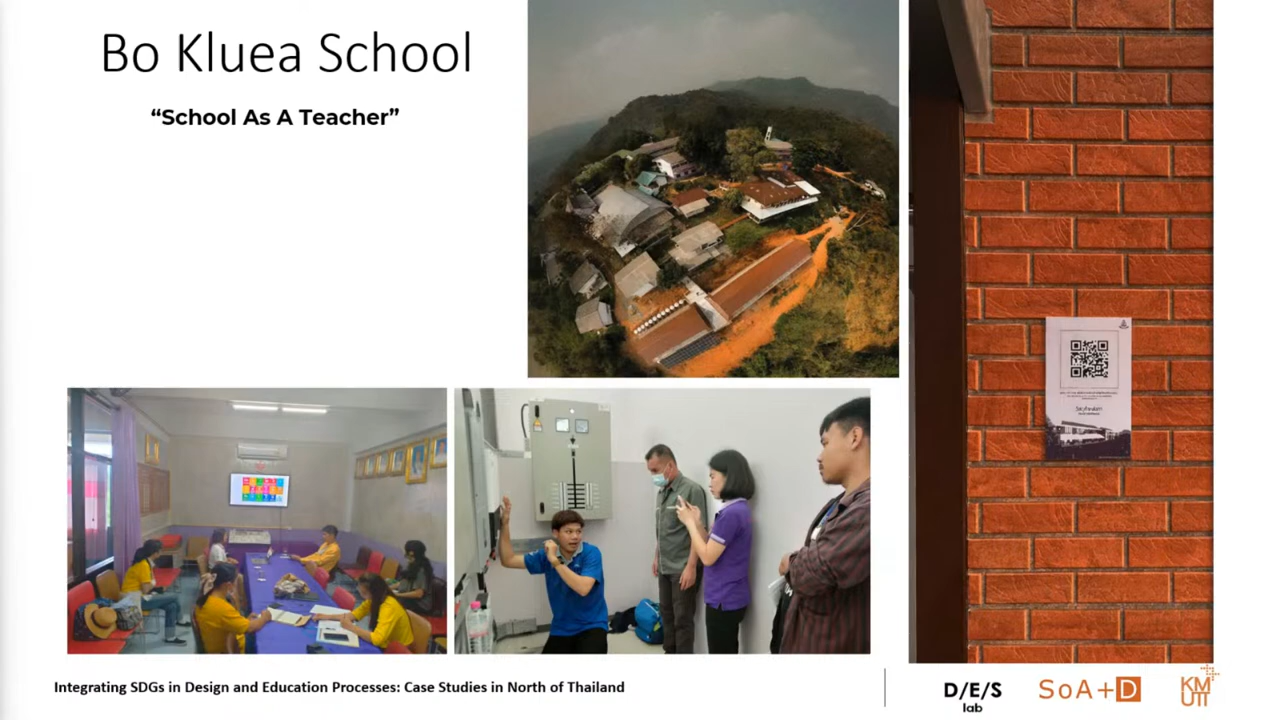 Bo Kluea School
“School As A Teacher”
Integrating SDGs in Design and Education Processes: Case Studies in North of Thailand
D/E/S
lab
SoA+D
KMUTT